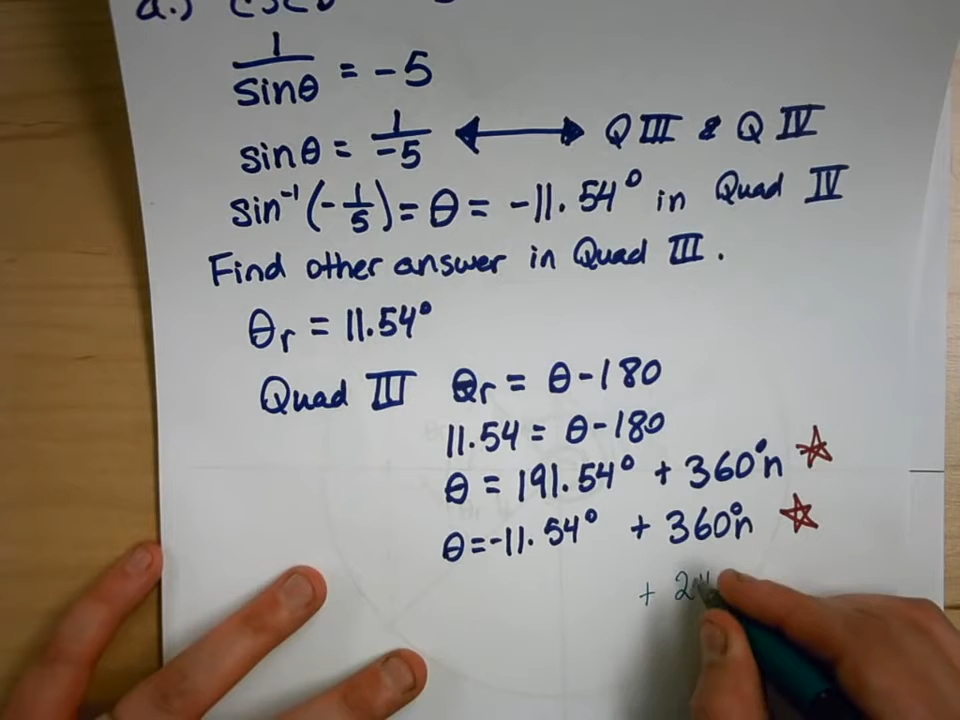 a.)
1/sinθ = -5
sinθ = 1/-5 ↔ Q III & Q IV
sin⁻¹(-1/5) = θ = -11.54° in Quad IV
Find other answer in Quad III.
θr = 11.54°
Quad III θr = θ-180
11.54 = θ-180
θ = 191.54° + 360°n ☆
θ = -11.54° + 360°n ☆
+ 2